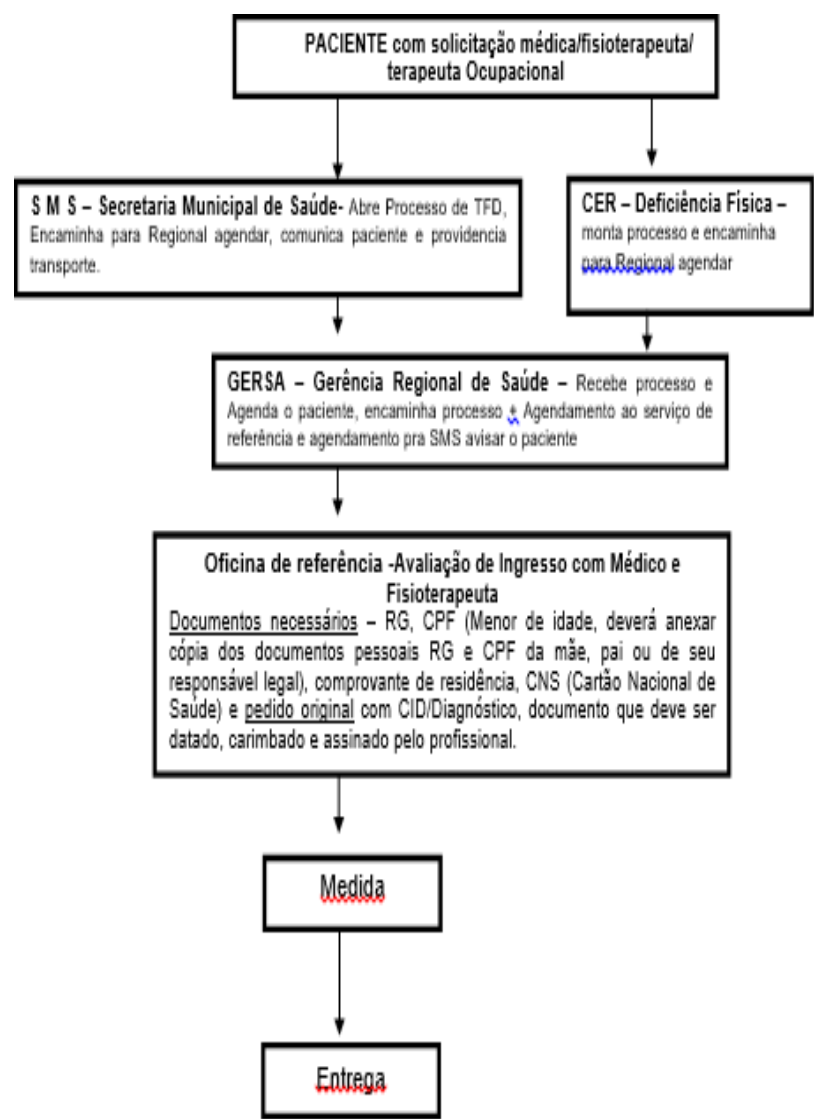 PACIENTE com solicitação médica/fisioterapeuta/
terapeuta Ocupacional
S M S – Secretaria Municipal de Saúde- Abre Processo de TFD,
Encaminha para Regional agendar, comunica paciente e providencia
transporte.
CER – Deficiência Física –
monta processo e encaminha
para Regional agendar
GERSA – Gerência Regional de Saúde – Recebe processo e
Agenda o paciente, encaminha processo + Agendamento ao serviço de
referência e agendamento pra SMS avisar o paciente
Oficina de referência -Avaliação de Ingresso com Médico e
Fisioterapeuta
Documentos necessários – RG, CPF (Menor de idade, deverá anexar
cópia dos documentos pessoais RG e CPF da mãe, pai ou de seu
responsável legal), comprovante de residência, CNS (Cartão Nacional de
Saúde) e pedido original com CID/Diagnóstico, documento que deve ser
datado, carimbado e assinado pelo profissional.
Medida
Entrega